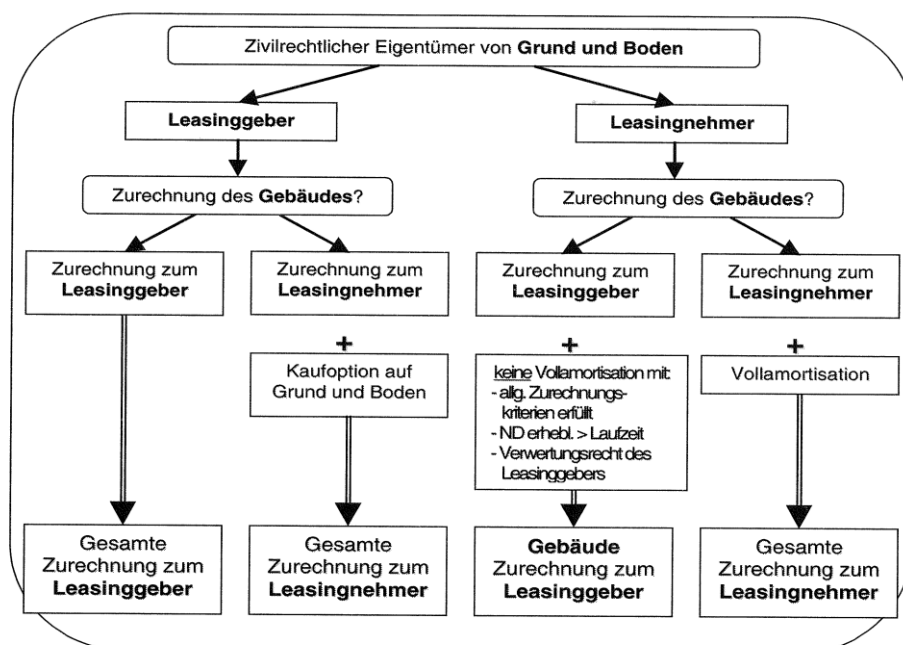 Zivilrechtlicher Eigentümer von Grund und Boden
Leasinggeber
Leasingnehmer
Zurechnung des Gebäudes?
Zurechnung des Gebäudes?
Zurechnung zum
Leasinggeber
Zurechnung zum
Leasingnehmer
Zurechnung zum
Leasinggeber
Zurechnung zum
Leasingnehmer
+
+
+
Kaufoption auf
Grund und Boden
keine Vollamortisation mit:
- allg. Zurechnungs-
kriterien erfüllt
- ND erhebl. > Laufzeit
- Verwertungsrecht des
Leasinggebers
Vollamortisation
Gesamte
Zurechnung zum
Leasinggeber
Gesamte
Zurechnung zum
Leasingnehmer
Gebäude
Zurechnung zum
Leasinggeber
Gesamte
Zurechnung zum
Leasingnehmer